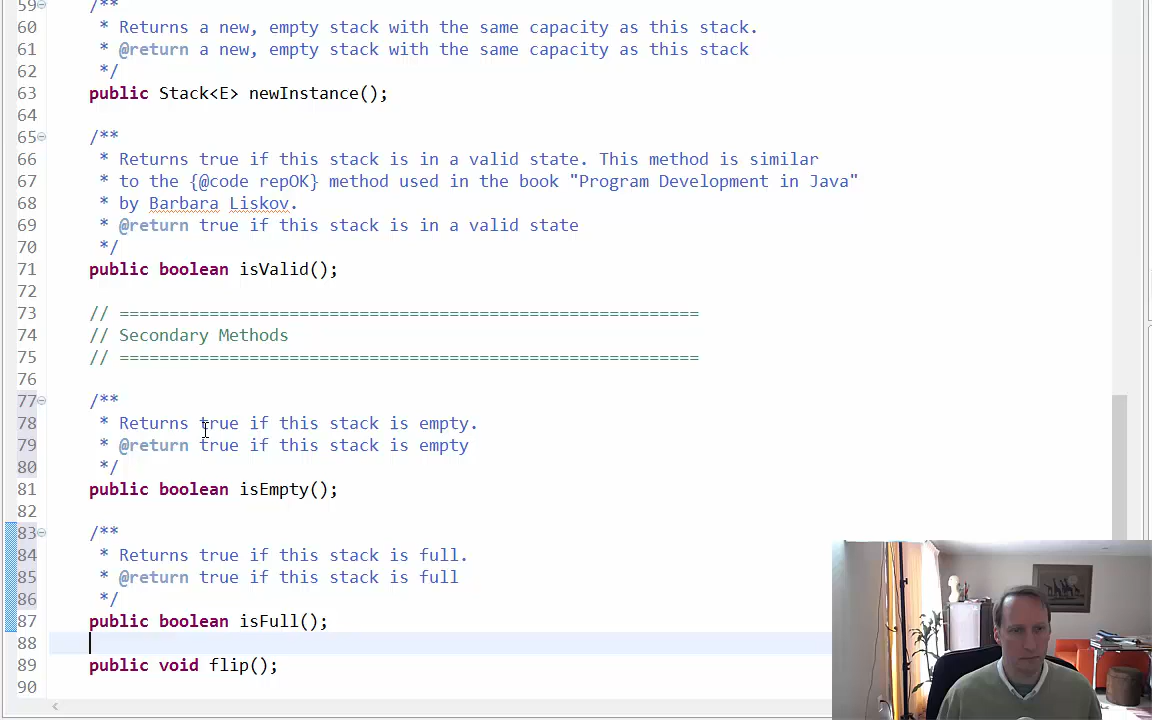 59 /**
60 * Returns a new, empty stack with the same capacity as this stack.
61 * @return a new, empty stack with the same capacity as this stack
62 */
63 public Stack<E> newInstance();
64
65 /**
66 * Returns true if this stack is in a valid state. This method is similar
67 * to the {@code repOK} method used in the book "Program Development in Java"
68 * by Barbara Liskov.
69 * @return true if this stack is in a valid state
70 */
71 public boolean isValid();
72
73 // ==========================================================
74 // Secondary Methods
75 // ==========================================================
76
77 /**
78 * Returns true if this stack is empty.
79 * @return true if this stack is empty
80 */
81 public boolean isEmpty();
82
83 /**
84 * Returns true if this stack is full.
85 * @return true if this stack is full
86 */
87 public boolean isFull();
88
89 public void flip();
90